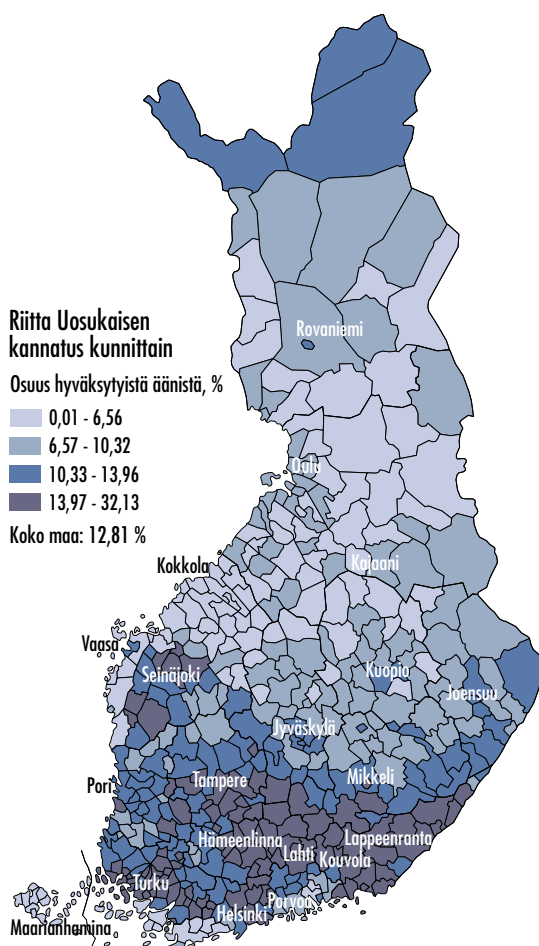 Riitta Uosukaisen
kannatus kunnittain
Osuus hyväksytyistä äänistä, %
0,01 - 6,56
6,57 - 10,32
10,33 - 13,96
13,97 - 32,13
Koko maa: 12,81 %
Rovaniemi
Oulu
Kajaani
Kokkola
Vaasa
Seinäjoki
Kuopio
Joensuu
Jyväskylä
Mikkeli
Pori
Tampere
Hämeenlinna
Lappeenranta
Lahti
Kouvola
Turku
Porvoo
Helsinki
Maarianhamina